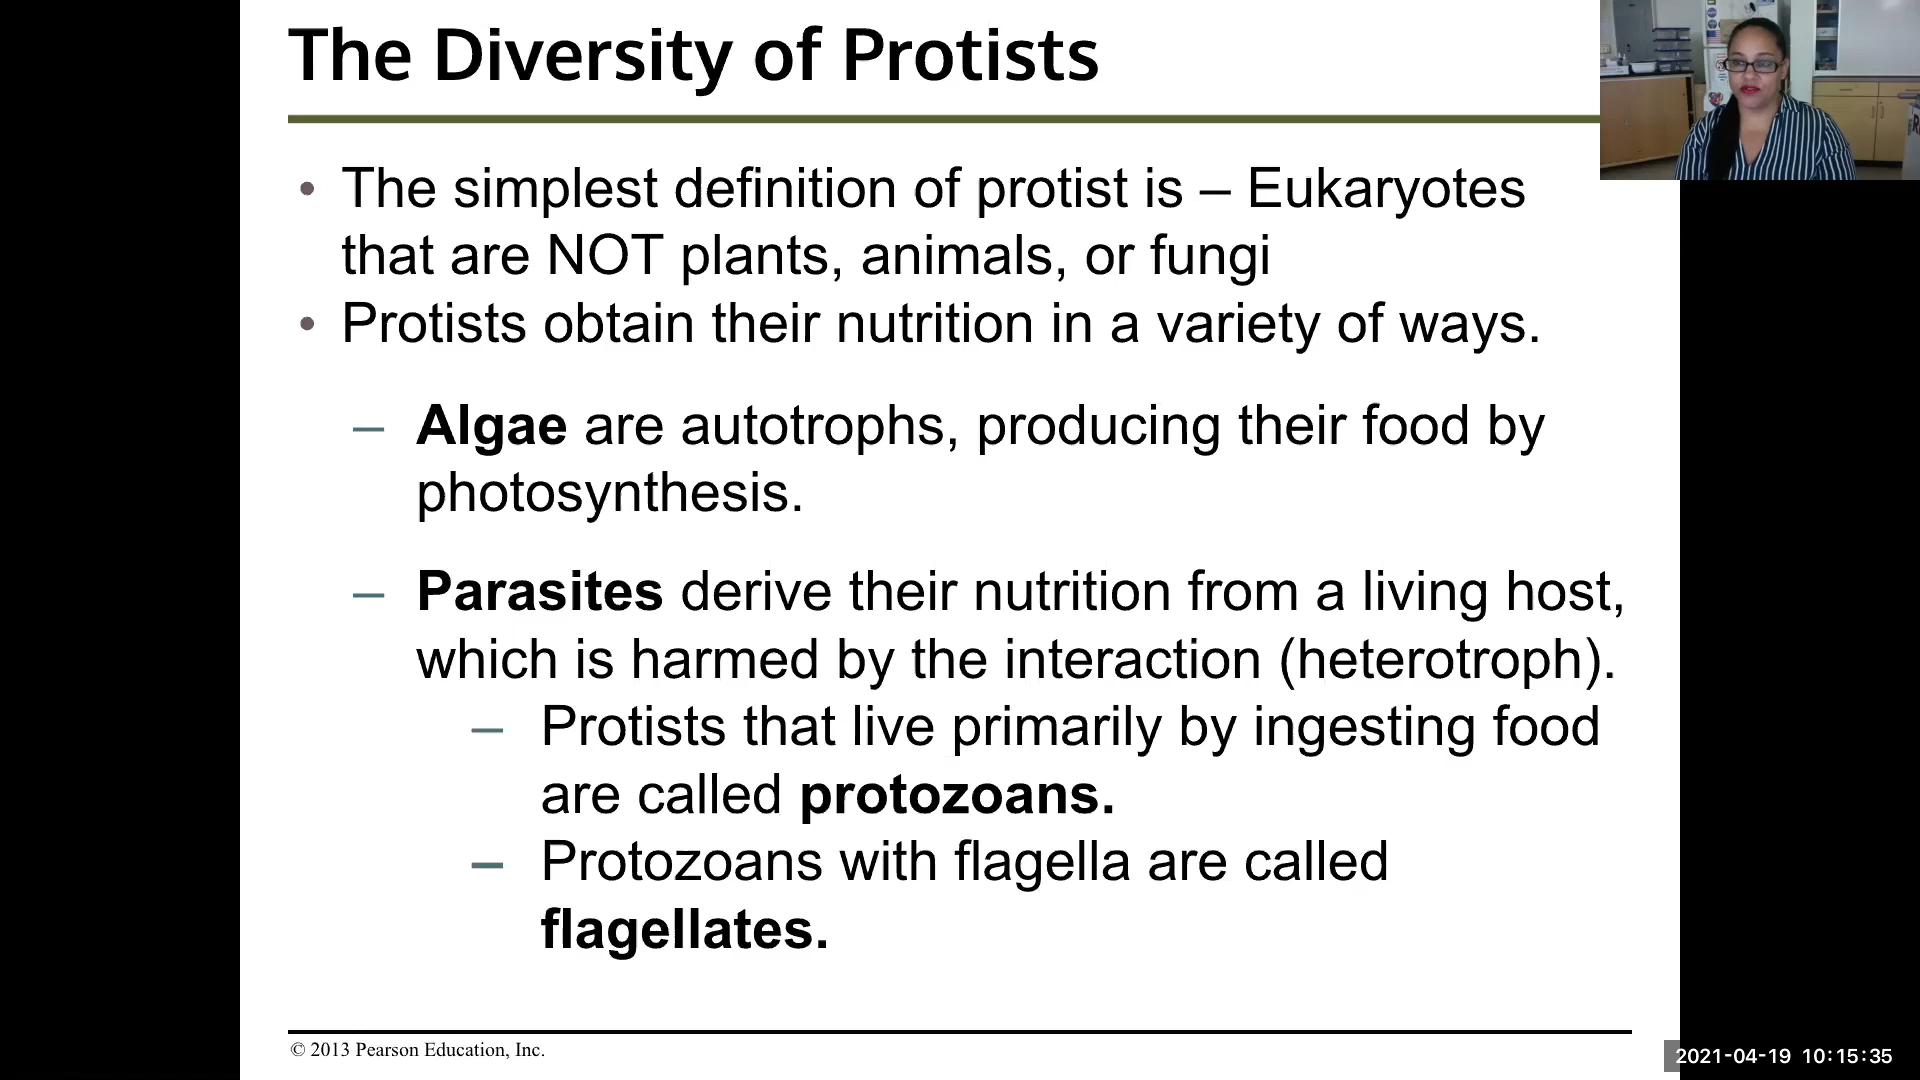 The Diversity of Protists
• The simplest definition of protist is – Eukaryotes
that are NOT plants, animals, or fungi
• Protists obtain their nutrition in a variety of ways.
– Algae are autotrophs, producing their food by
photosynthesis.
– Parasites derive their nutrition from a living host,
which is harmed by the interaction (heterotroph).
– Protists that live primarily by ingesting food
are called protozoans.
– Protozoans with flagella are called
flagellates.
© 2013 Pearson Education, Inc.
2021-04-19 10:15:35